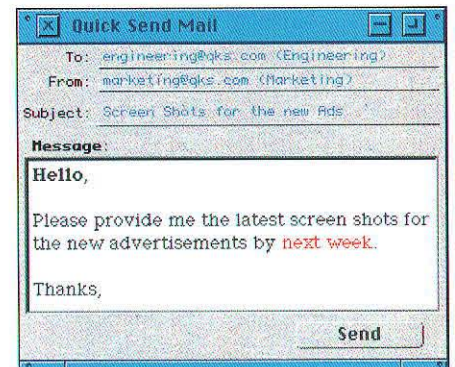 Quick Send Mail
To: engineering@qks.com (Engineering)
From: marketing@qks.com (Marketing)
Subject: Screen Shots for the new Ads
Message:
Hello,
Please provide me the latest screen shots for
the new advertisements by next week.
Thanks,
Send